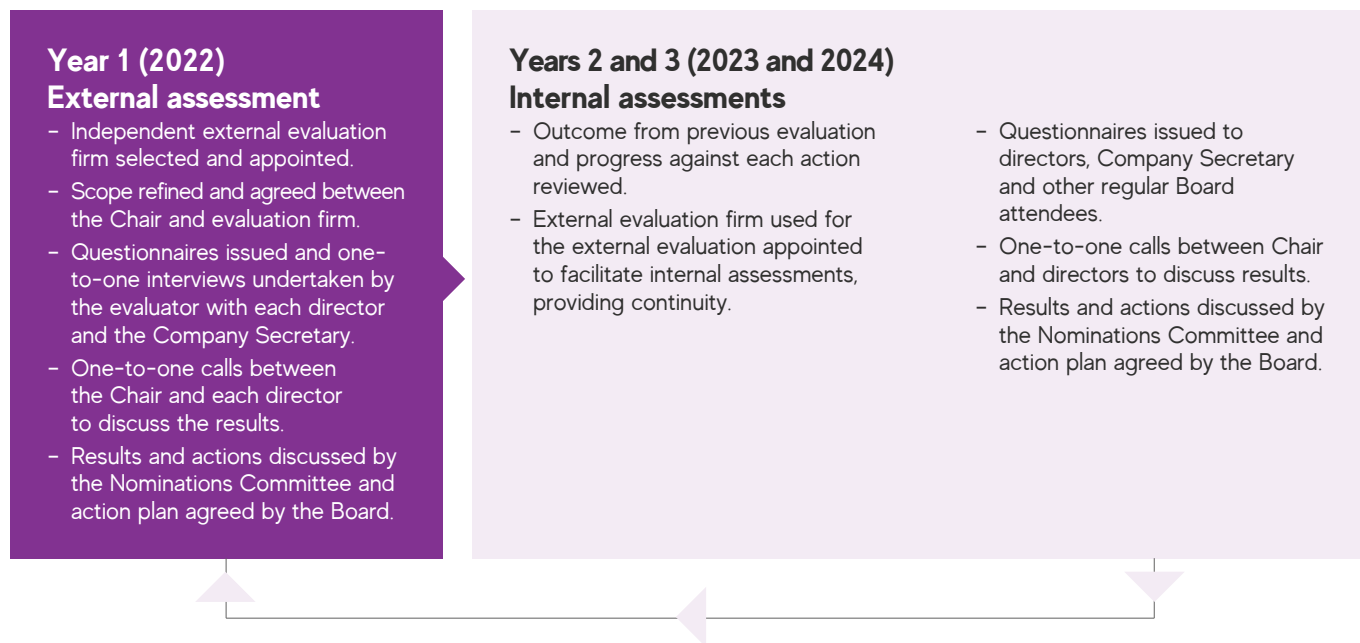 Year 1 (2022)
External assessment
– Independent external evaluation
firm selected and appointed.
– Scope refined and agreed between
the Chair and evaluation firm.
– Questionnaires issued and one-
to-one interviews undertaken by
the evaluator with each director
and the Company Secretary.
– One-to-one calls between
the Chair and each director
to discuss the results.
– Results and actions discussed by
the Nominations Committee and
action plan agreed by the Board.
Years 2 and 3 (2023 and 2024)
Internal assessments
– Outcome from previous evaluation
and progress against each action
reviewed.
– External evaluation firm used for
the external evaluation appointed
to facilitate internal assessments,
providing continuity.
– Questionnaires issued to
directors, Company Secretary
and other regular Board
attendees.
– One-to-one calls between Chair
and directors to discuss results.
– Results and actions discussed by
the Nominations Committee and
action plan agreed by the Board.